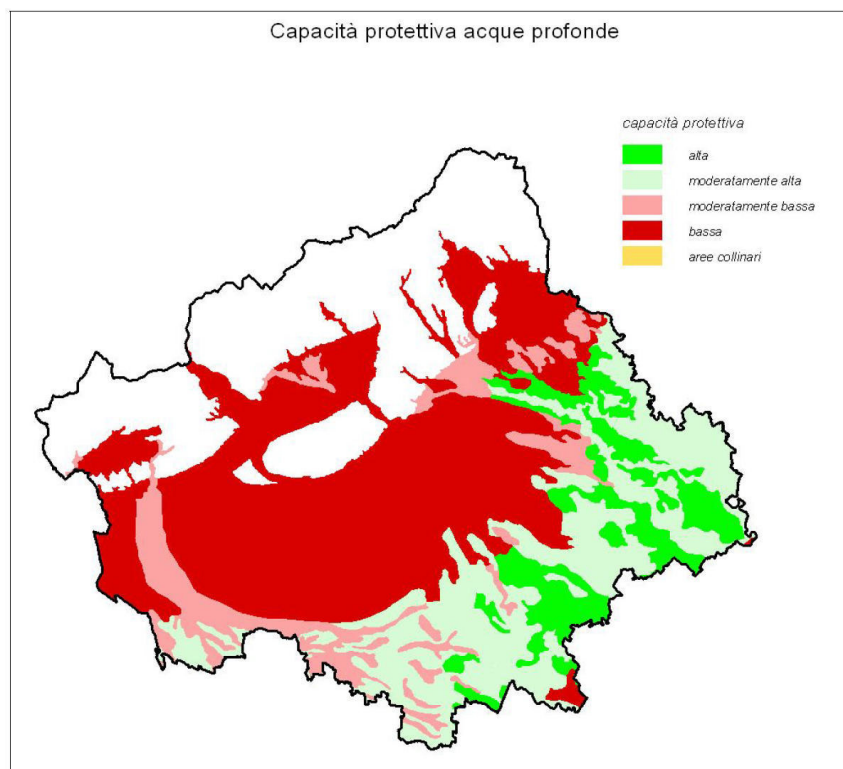 Capacità protettiva acque profonde
capacità protettiva
alta
moderatamente alta
moderatamente bassa
bassa
aree collinari